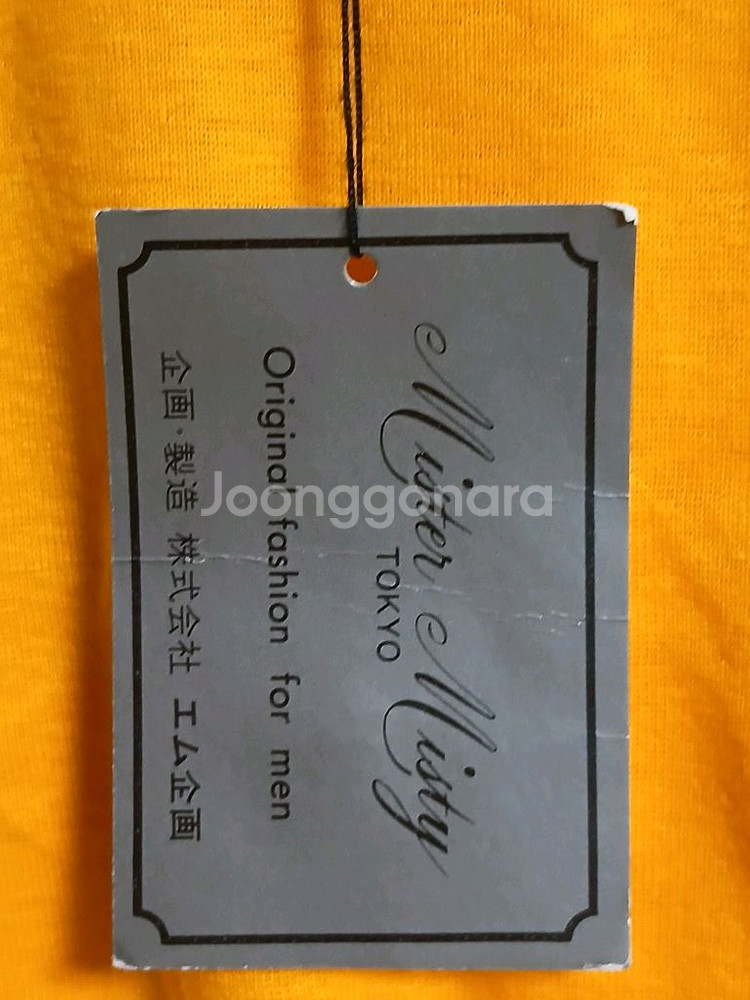 Mister Misty
TOKYO
Original fashion for men
企画·製造 株式会社 エム企画
Joonggonara